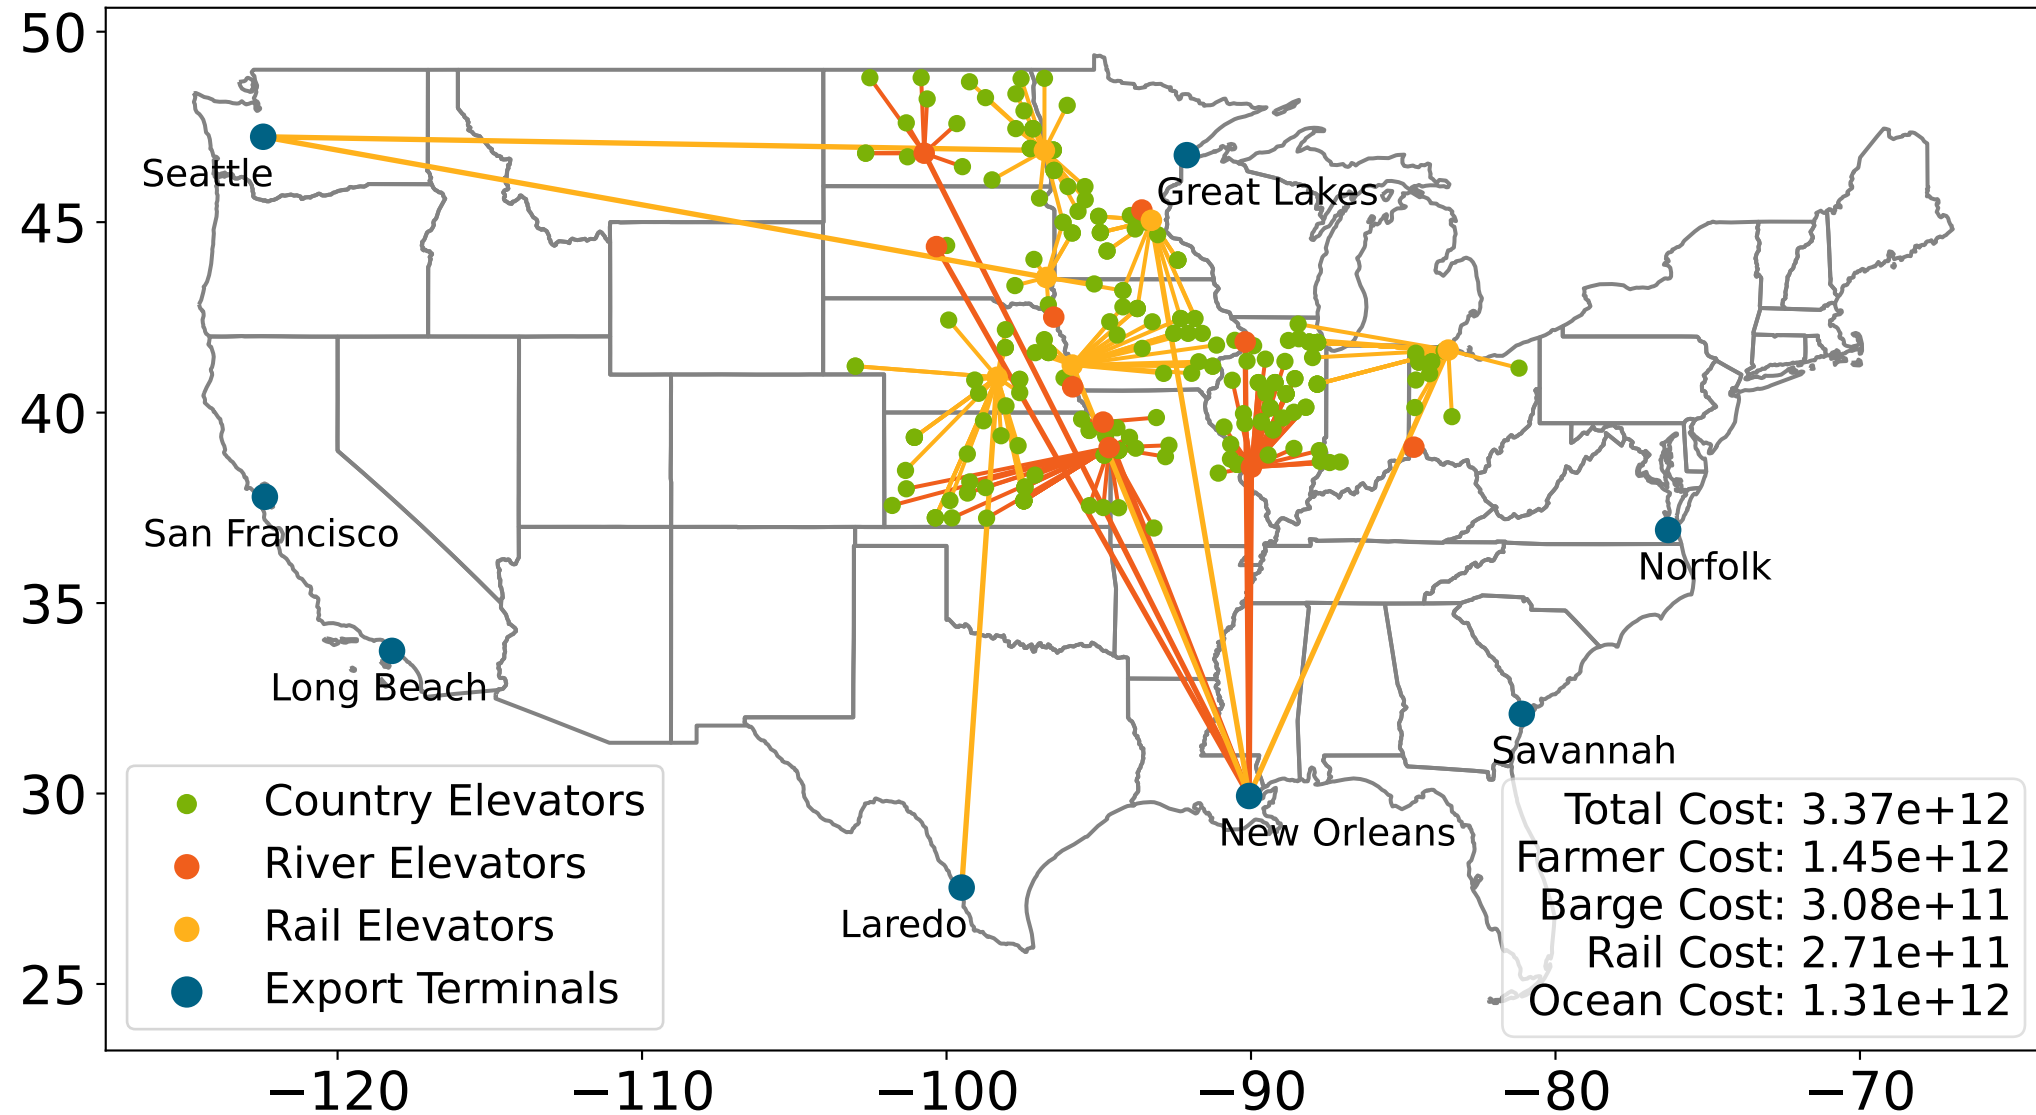 50
45
40
35
30
25
−120
−110
−100
−90
−80
−70
Seattle
Great Lakes
San Francisco
Long Beach
Norfolk
Savannah
New Orleans
Laredo
Country Elevators
River Elevators
Rail Elevators
Export Terminals
Total Cost: 3.37e+12
Farmer Cost: 1.45e+12
Barge Cost: 3.08e+11
Rail Cost: 2.71e+11
Ocean Cost: 1.31e+12